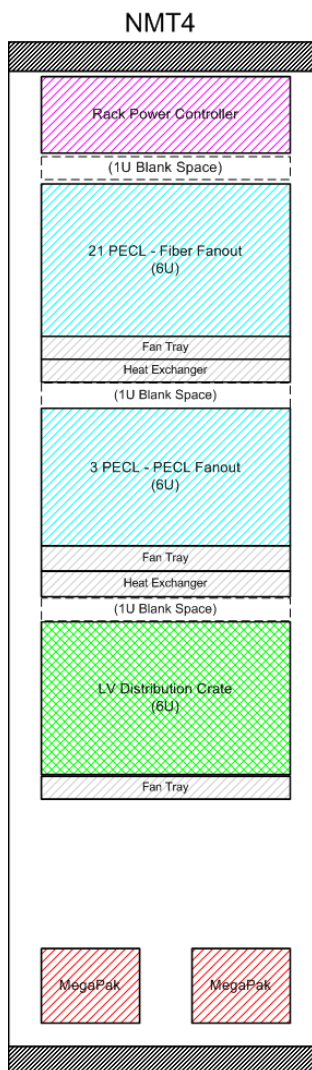 NMT4
Rack Power Controller
(1U Blank Space)
21 PECL - Fiber Fanout
(6U)
Fan Tray
Heat Exchanger
(1U Blank Space)
3 PECL - PECL Fanout
(6U)
Fan Tray
Heat Exchanger
(1U Blank Space)
LV Distribution Crate
(6U)
Fan Tray
MegaPak MegaPak